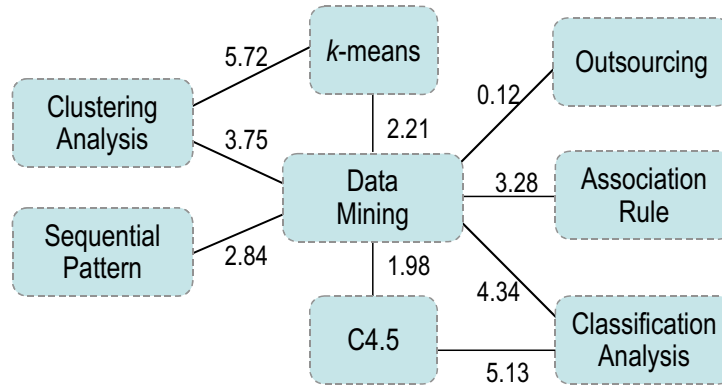 5.72
k-means
Outsourcing
0.12
Clustering
Analysis
3.75
2.21
Data
Mining
3.28
Association
Rule
Sequential
Pattern
2.84
1.98
4.34
C4.5
5.13
Classification
Analysis